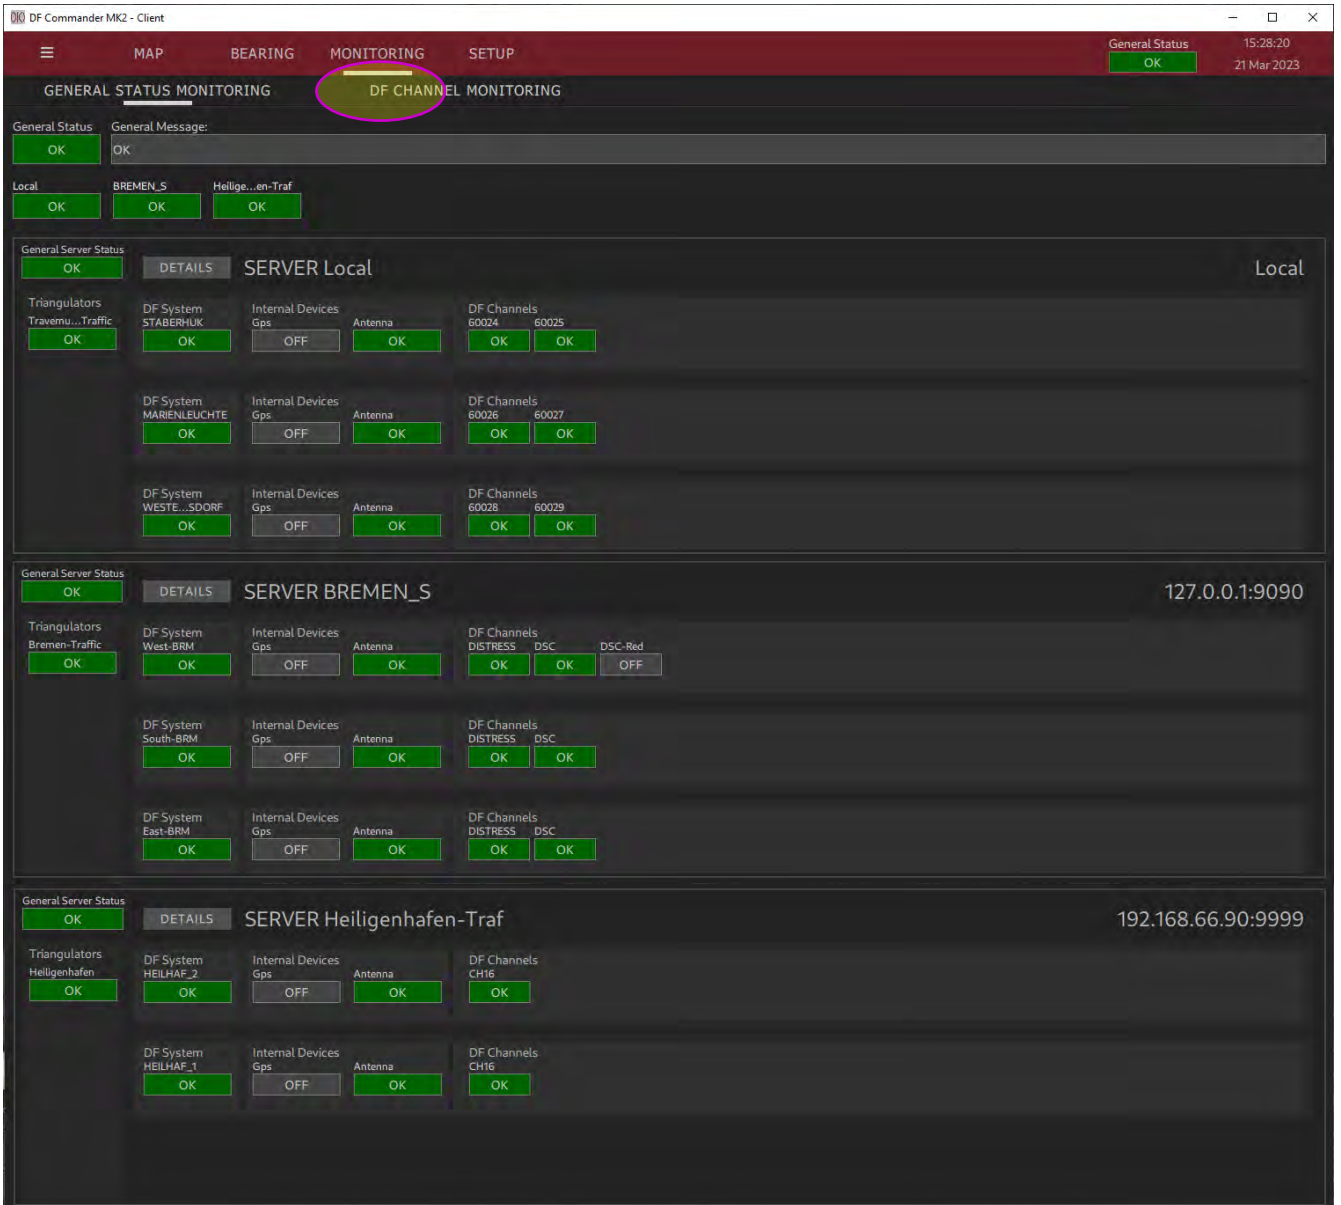 DF Commander MK2 - Client
MAP BEARING MONITORING SETUP General Status 15:28:20
OK 21 Mar 2023
GENERAL STATUS MONITORING DF CHANNEL MONITORING
General Status General Message:
OK OK
Local BREMEN_S Heilige...en-Traf
OK OK OK
General Server Status
OK DETAILS SERVER Local Local
Triangulators DF System Internal Devices DF Channels
Travemu...Traffic STABERHUK Gps Antenna 60024 60025
OK OK OFF OK OK OK
DF System Internal Devices DF Channels
MARIENLEUCHTE Gps Antenna 60026 60027
OK OFF OK OK OK
DF System Internal Devices DF Channels
WESTE...SDORF Gps Antenna 60028 60029
OK OFF OK OK OK
General Server Status
OK DETAILS SERVER BREMEN_S 127.0.0.1:9090
Triangulators DF System Internal Devices DF Channels
Bremen-Traffic West-BRM Gps Antenna DISTRESS DSC DSC-Red
OK OK OFF OK OK OK OFF
DF System Internal Devices DF Channels
South-BRM Gps Antenna DISTRESS DSC
OK OFF OK OK OK
DF System Internal Devices DF Channels
East-BRM Gps Antenna DISTRESS DSC
OK OFF OK OK OK
General Server Status
OK DETAILS SERVER Heiligenhafen-Traf 192.168.66.90:9999
Triangulators DF System Internal Devices DF Channels
Heiligenhafen HEILHAF_2 Gps Antenna CH16
OK OK OFF OK OK
DF System Internal Devices DF Channels
HEILHAF_1 Gps Antenna CH16
OK OFF OK OK